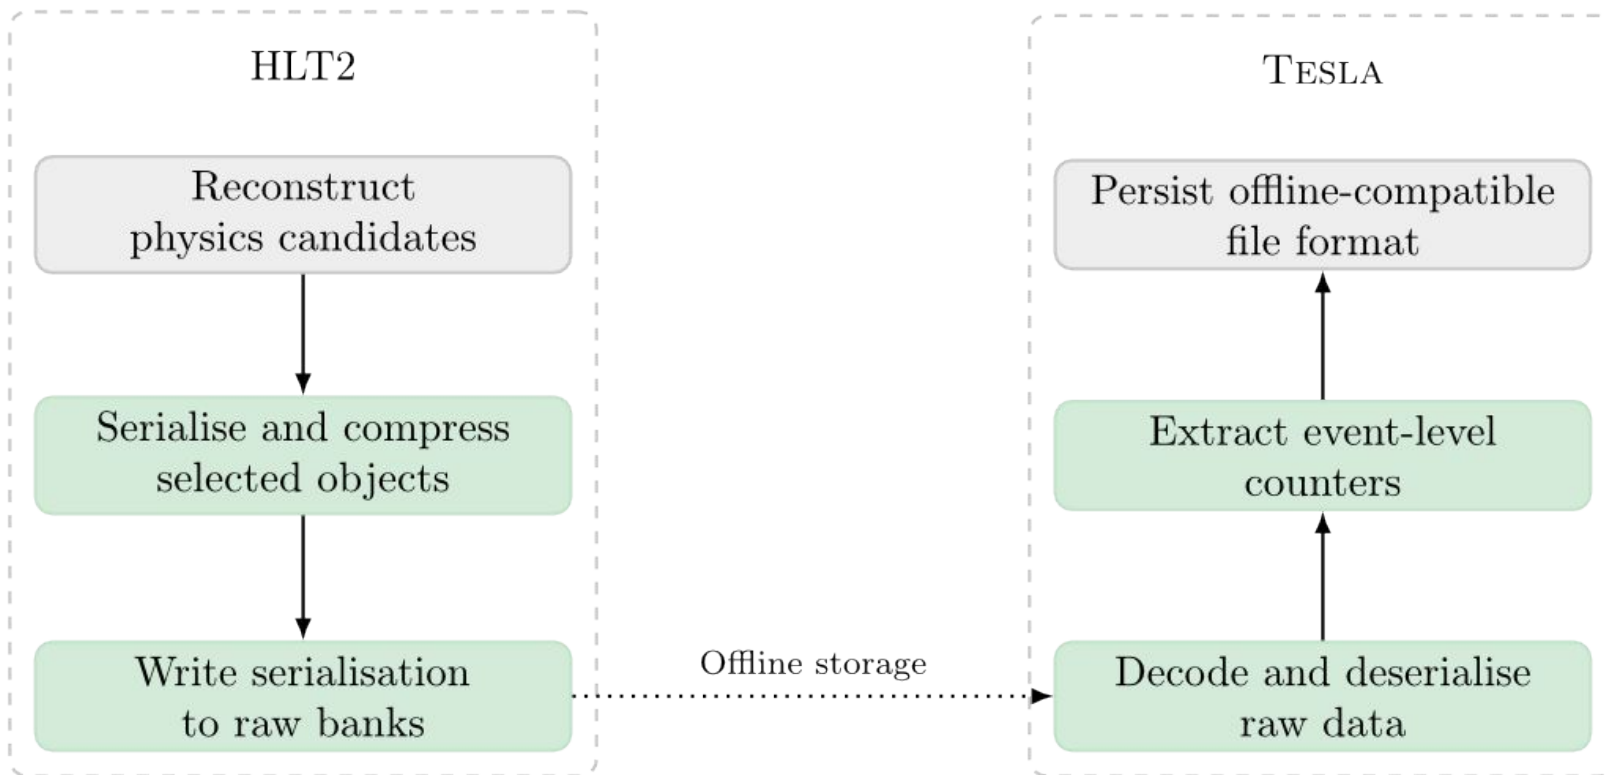 HLT2
Reconstruct
physics candidates
Serialise and compress
selected objects
Write serialisation
to raw banks
Offline storage
TESLA
Persist offline-compatible
file format
Extract event-level
counters
Decode and deserialise
raw data